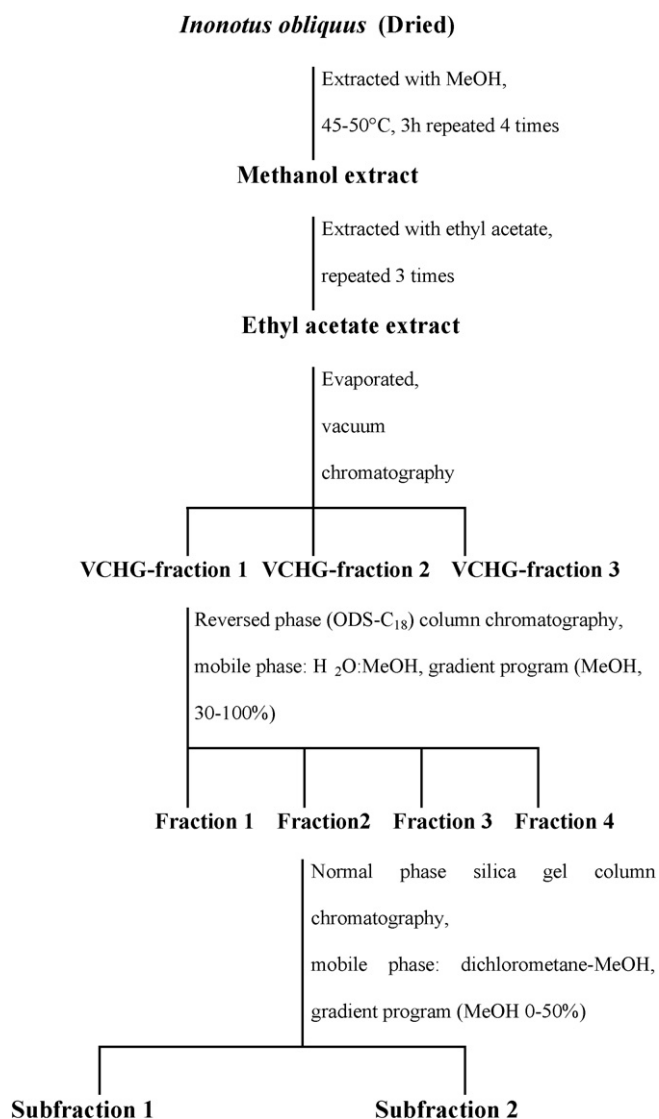 Inonotus obliquus (Dried)
Extracted with MeOH,
45-50°C, 3h repeated 4 times
Methanol extract
Extracted with ethyl acetate,
repeated 3 times
Ethyl acetate extract
Evaporated,
vacuum
chromatography
VCHG-fraction 1 VCHG-fraction 2 VCHG-fraction 3
Reversed phase (ODS-C₁₈) column chromatography,
mobile phase: H ₂O:MeOH, gradient program (MeOH,
30-100%)
Fraction 1 Fraction2 Fraction 3 Fraction 4
Normal phase silica gel column
chromatography,
mobile phase: dichlorometane-MeOH,
gradient program (MeOH 0-50%)
Subfraction 1 Subfraction 2